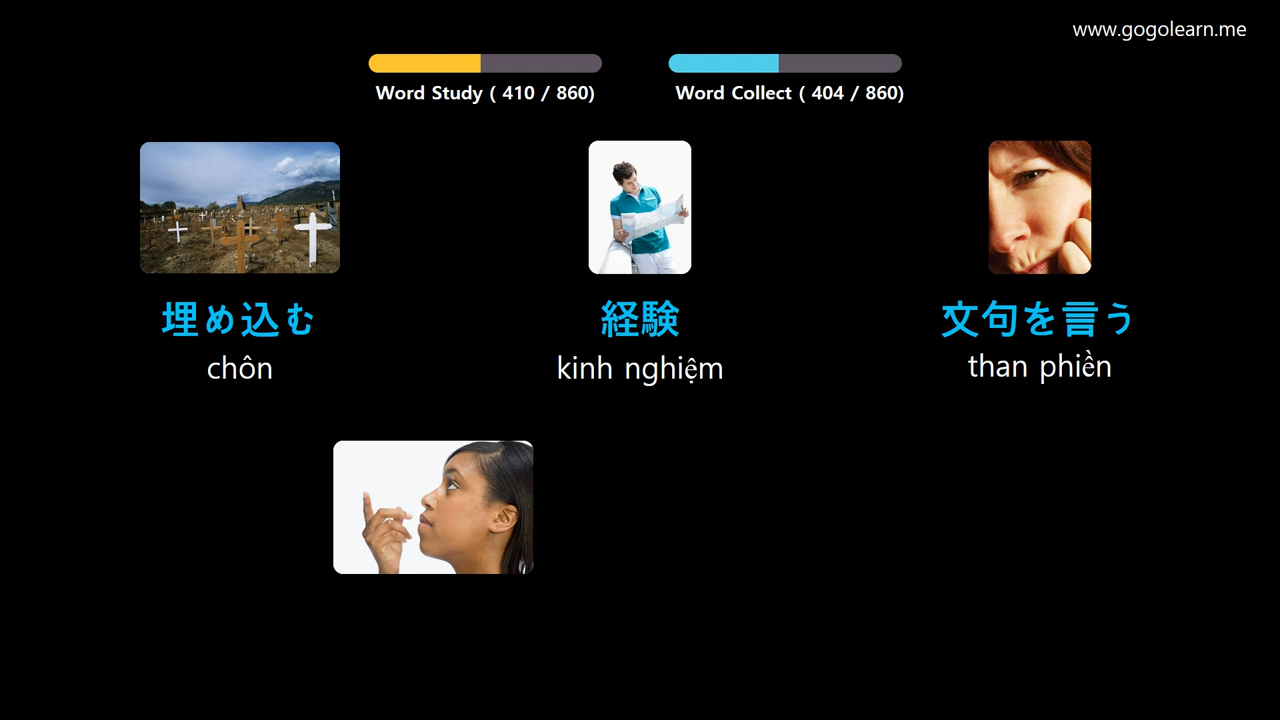 www.gogolearn.me
Word Study ( 410 / 860)
Word Collect ( 404 / 860)
埋め込む
経験
文句を言う
chôn
kinh nghiệm
than phiền